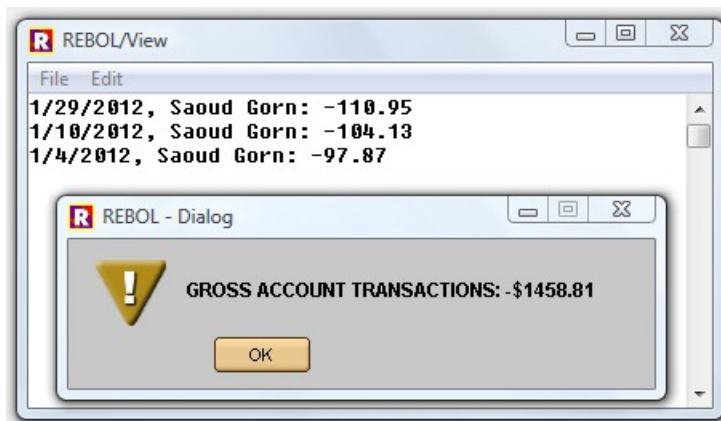 R REBOL/View
File Edit
1/29/2012, Saoud Gorn: -110.95
1/10/2012, Saoud Gorn: -104.13
1/4/2012, Saoud Gorn: -97.87
R REBOL - Dialog
! GROSS ACCOUNT TRANSACTIONS: -$1458.81
OK